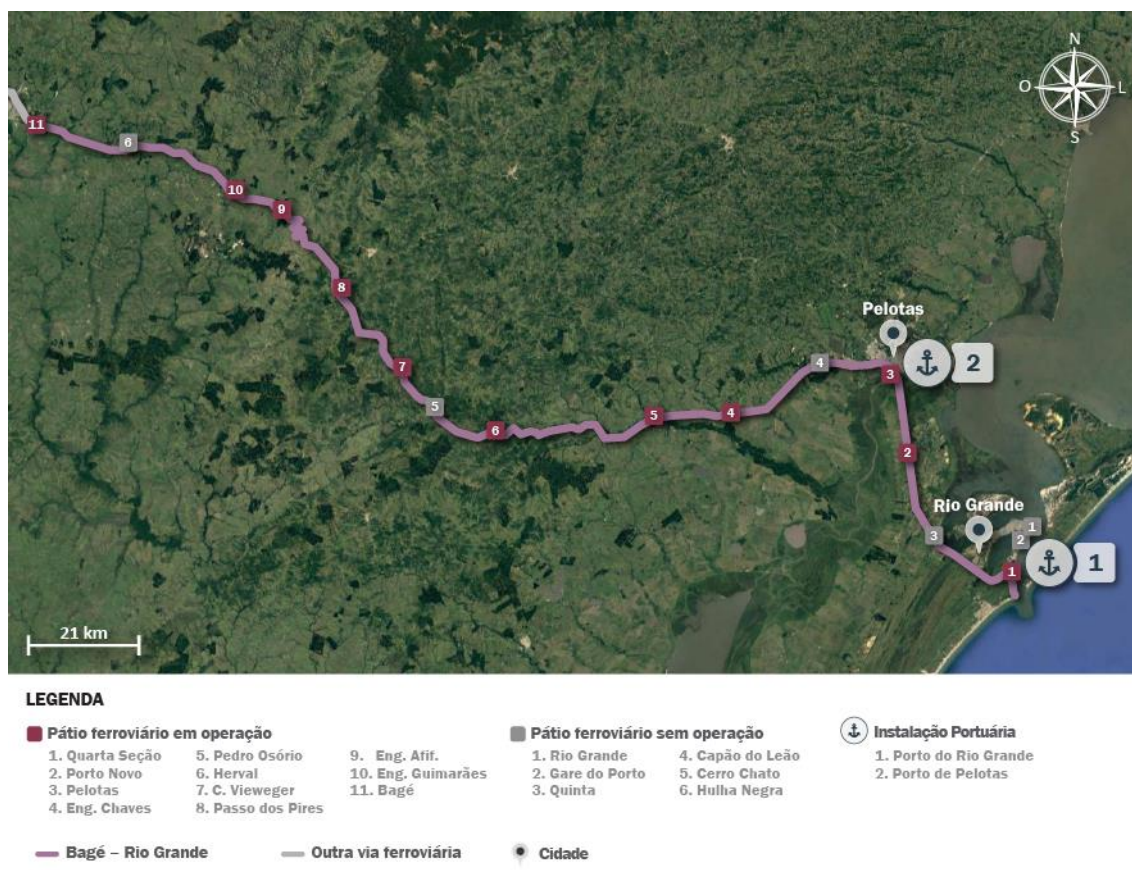 N
O
L
S
11
6
10
9
8
7
5
6
5
4
4
Pelotas
3
2
2
3
Rio Grande
1
2
1
1
21 km
LEGENDA
Pátio ferroviário em operação
1. Quarta Seção
2. Porto Novo
3. Pelotas
4. Eng. Chaves
5. Pedro Osório
6. Herval
7. C. Vieweger
8. Passo dos Pires
9. Eng. Afif.
10. Eng. Guimarães
11. Bagé
Pátio ferroviário sem operação
1. Rio Grande
2. Gare do Porto
3. Quinta
4. Capão do Leão
5. Cerro Chato
6. Hulha Negra
Instalação Portuária
1. Porto do Rio Grande
2. Porto de Pelotas
Bagé – Rio Grande
Outra via ferroviária
Cidade